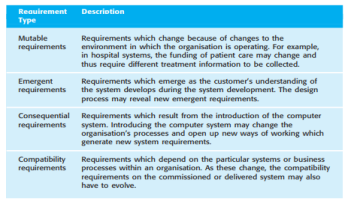 Requirement Description
Type
Mutable Requirements which change because of changes to the
requirements environment in which the organisation is operating. For example,
in hospital systems, the funding of patient care may change and
thus require different treatment information to be collected.
Emergent Requirements which emerge as the customer's understanding of
requirements the system develops during the system development. The design
process may reveal new emergent requirements.
Consequential Requirements which result from the introduction of the computer
requirements system. Introducing the computer system may change the
organisation's processes and open up new ways of working which
generate new system requirements.
Compatibility Requirements which depend on the particular systems or business
requirements processes within an organisation. As these change, the compatibility
requirements on the commissioned or delivered system may also
have to evolve.